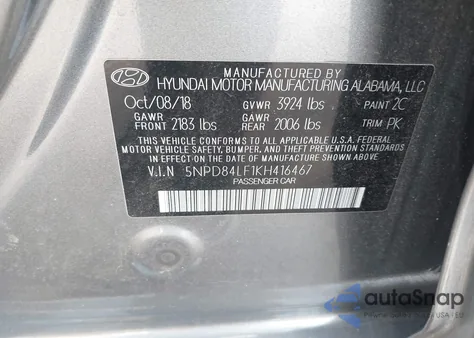 MANUFACTURED BY
HYUNDAI MOTOR MANUFACTURING ALABAMA, LLC
Oct/08/18 GVWR 3924 lbs PAINT 2C
GAWR FRONT 2183 lbs GAWR REAR 2006 lbs TRIM PK
THIS VEHICLE CONFORMS TO ALL APPLICABLE U.S.A. FEDERAL
MOTOR VEHICLE SAFETY, BUMPER, AND THEFT PREVENTION STANDARDS
IN EFFECT ON THE DATE OF MANUFACTURE SHOWN ABOVE.
V.I.N 5NPD84LF1KH416467
PASSENGER CAR
autoSnap